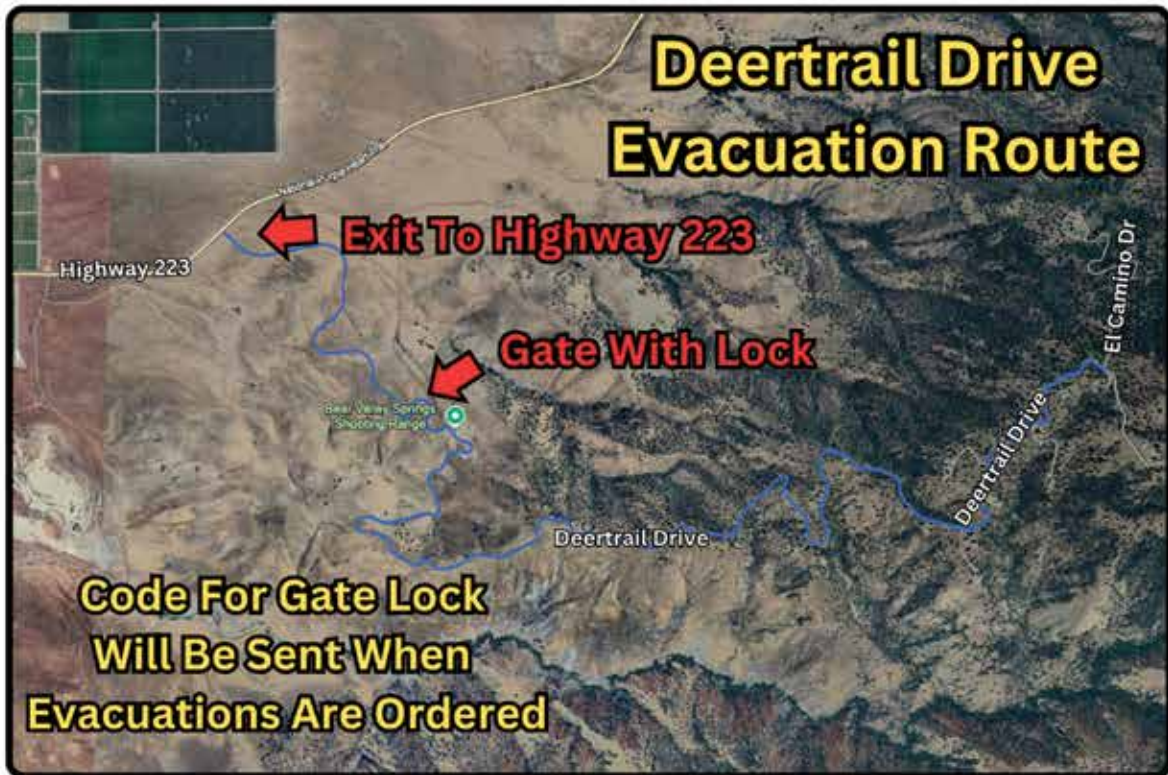 Deertrail Drive
Evacuation Route
Exit To Highway 223
Highway 223
El Camino Dr
Gate With Lock
Bear Valley Springs
Shooting Range
Deertrail Drive
Deertrail Drive
Code For Gate Lock
Will Be Sent When
Evacuations Are Ordered